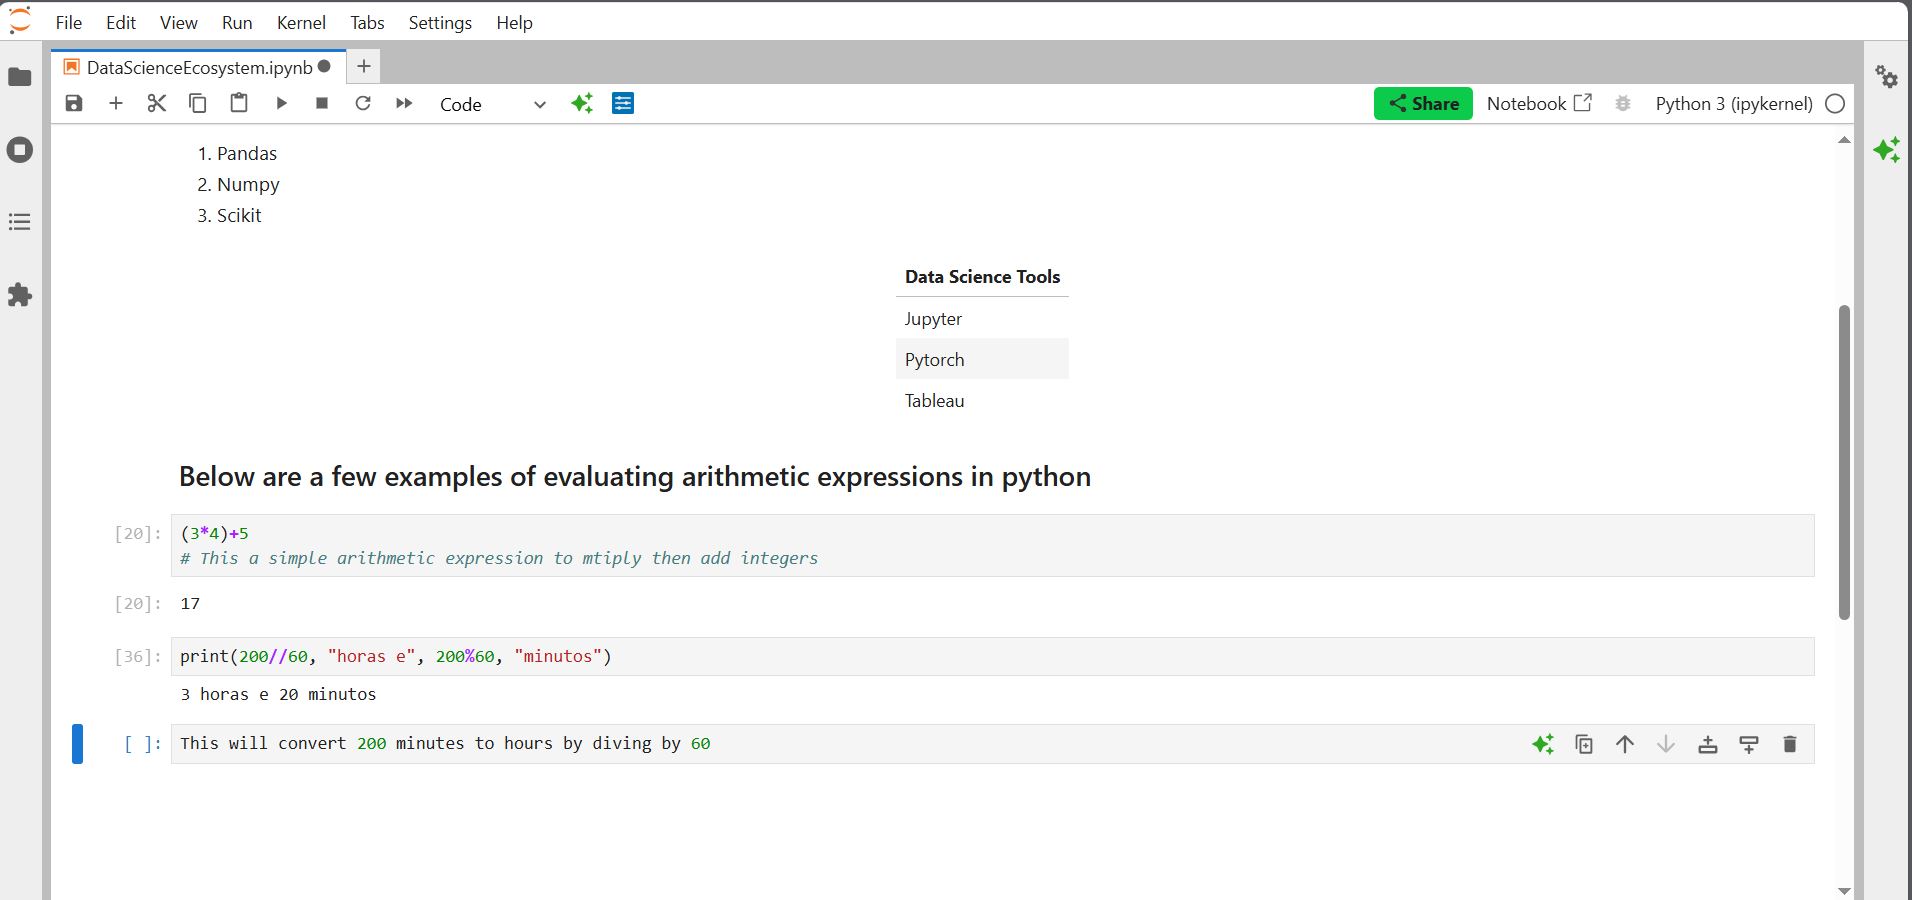 File Edit View Run Kernel Tabs Settings Help
DataScienceEcosystem.ipynb
Code Share Notebook Python 3 (ipykernel)
1. Pandas
2. Numpy
3. Scikit
Data Science Tools
Jupyter
Pytorch
Tableau
Below are a few examples of evaluating arithmetic expressions in python
[20]: (3*4)+5
# This a simple arithmetic expression to mtiply then add integers
[20]: 17
[36]: print(200//60, "horas e", 200%60, "minutos")
3 horas e 20 minutos
[ ]: This will convert 200 minutes to hours by diving by 60